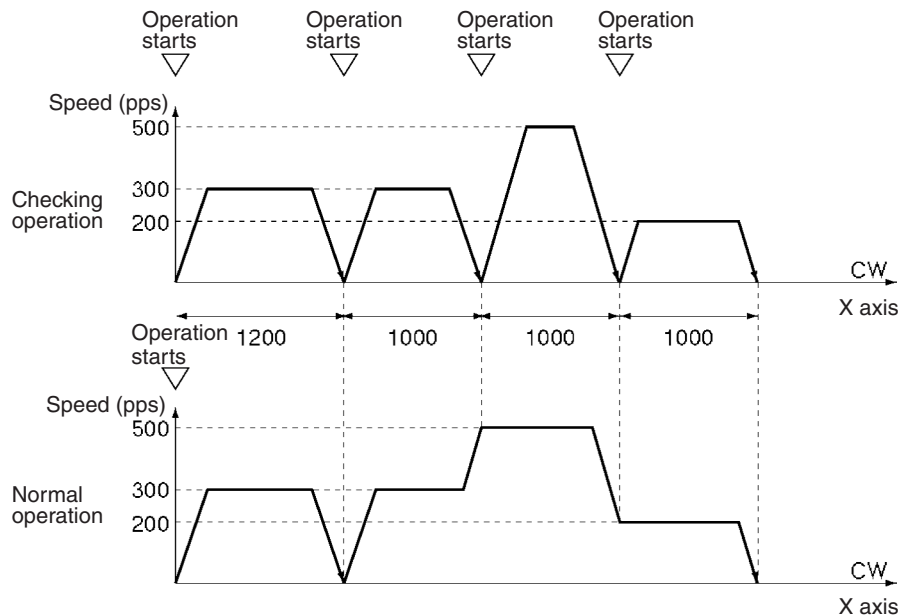 Operation
starts
Operation
starts
Operation
starts
Operation
starts
Speed (pps)
500
300
200
Checking
operation
CW
X axis
1200
1000
1000
1000
Operation
starts
Speed (pps)
500
300
200
Normal
operation
CW
X axis